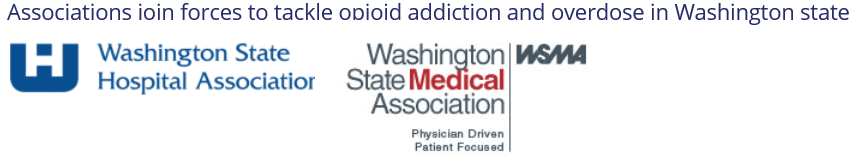 Associations join forces to tackle opioid addiction and overdose in Washington state
Washington State
Hospital Association
Washington
State Medical
Association
WSMA
Physician Driven
Patient Focused